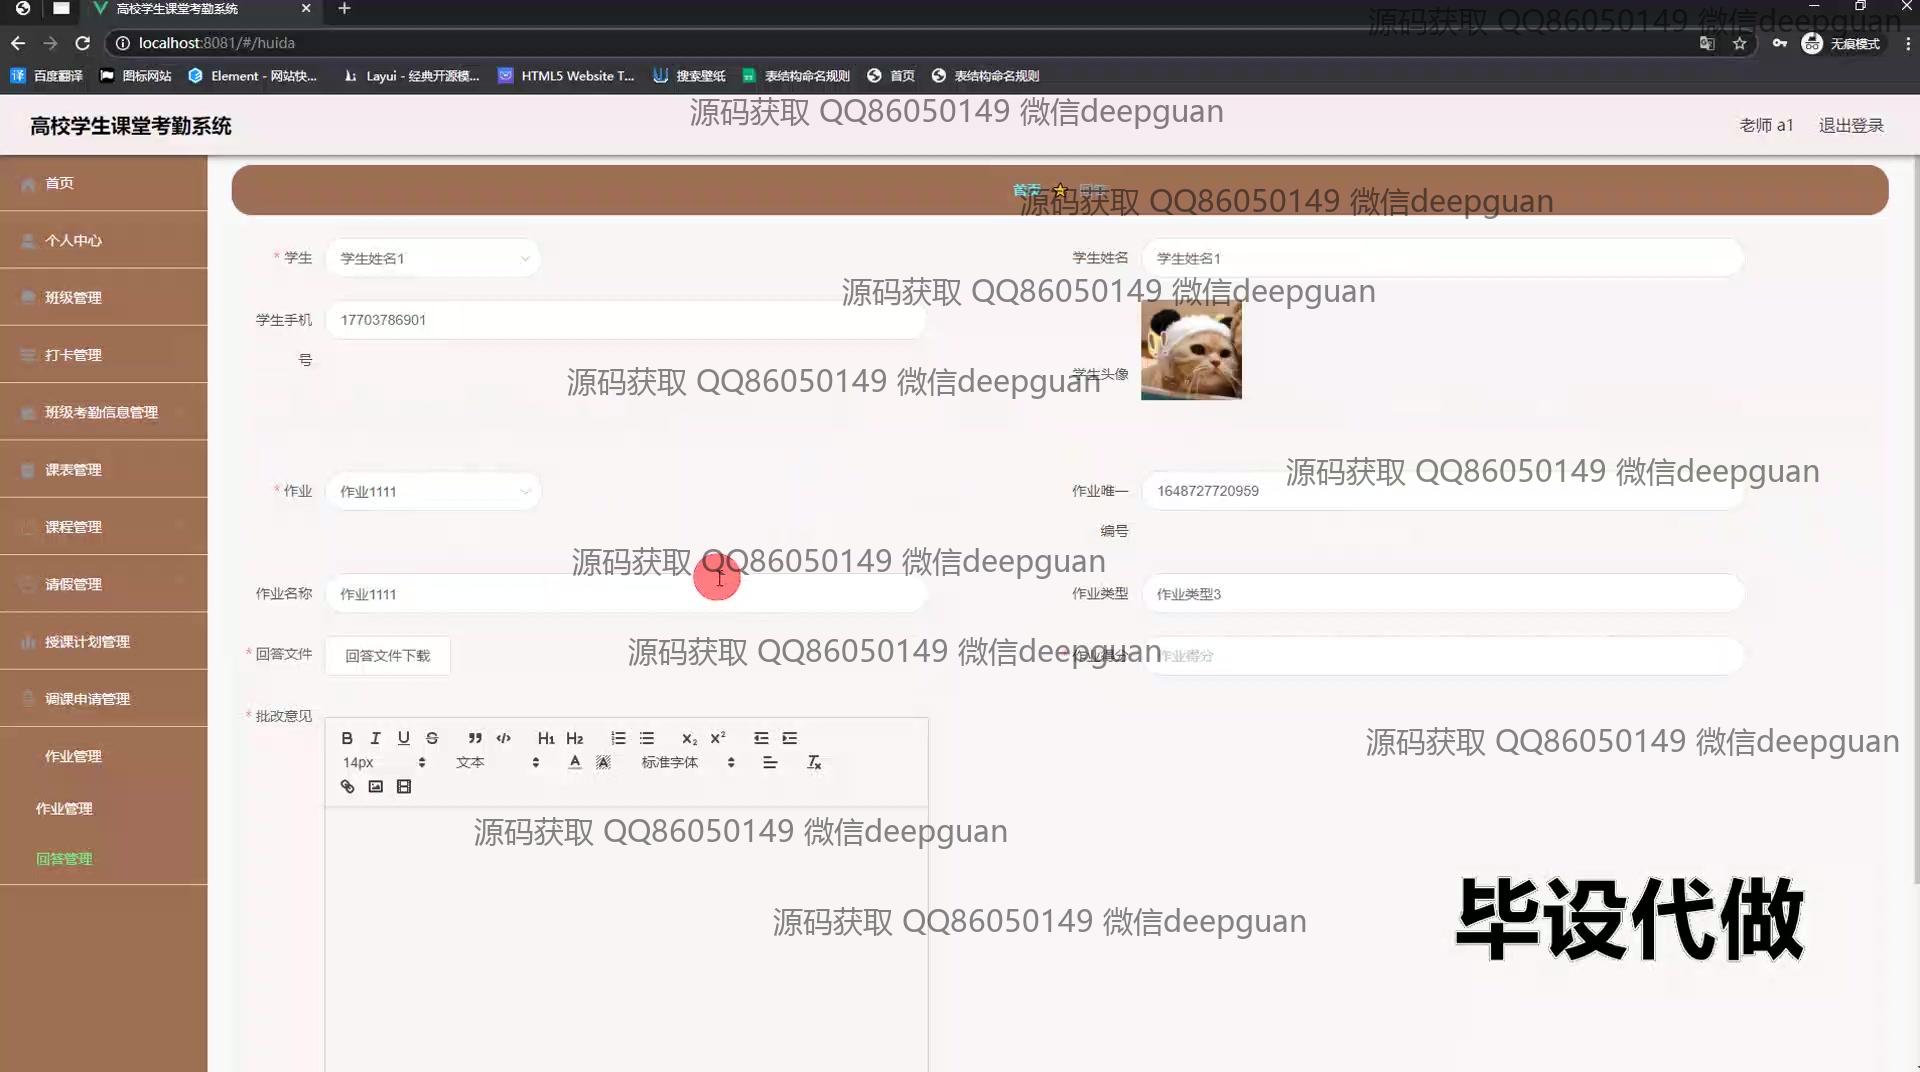 高校学生课堂考勤系统
localhost:8081/#/huida
无痕模式
百度翻译 图标网站 Element - 网站快... Layui - 经典开源模... HTML5 Website T... 搜索壁纸 表结构命名规则 首页 表结构命名规则
源码获取 QQ86050149 微信deepguan
源码获取 QQ86050149 微信deepguan
高校学生课堂考勤系统
老师 a1 退出登录
首页
个人中心
班级管理
打卡管理
班级考勤信息管理
课表管理
课程管理
请假管理
授课计划管理
调课申请管理
作业管理
作业管理
回答管理
首页
源码获取 QQ86050149 微信deepguan
* 学生 学生姓名1
学生姓名 学生姓名1
源码获取 QQ86050149 微信deepguan
学生手机号 17703786901
学生头像
源码获取 QQ86050149 微信deepguan
源码获取 QQ86050149 微信deepguan
* 作业 作业1111
作业唯一编号 1648727720959
源码获取 QQ86050149 微信deepguan
作业名称 作业1111
作业类型 作业类型3
* 回答文件 回答文件下载
源码获取 QQ86050149 微信deepguan
* 作业得分 作业得分
* 批改意见
B I U S H1 H2 X2 X2
14px 文本 A A 标准字体
源码获取 QQ86050149 微信deepguan
源码获取 QQ86050149 微信deepguan
源码获取 QQ86050149 微信deepguan
毕设代做